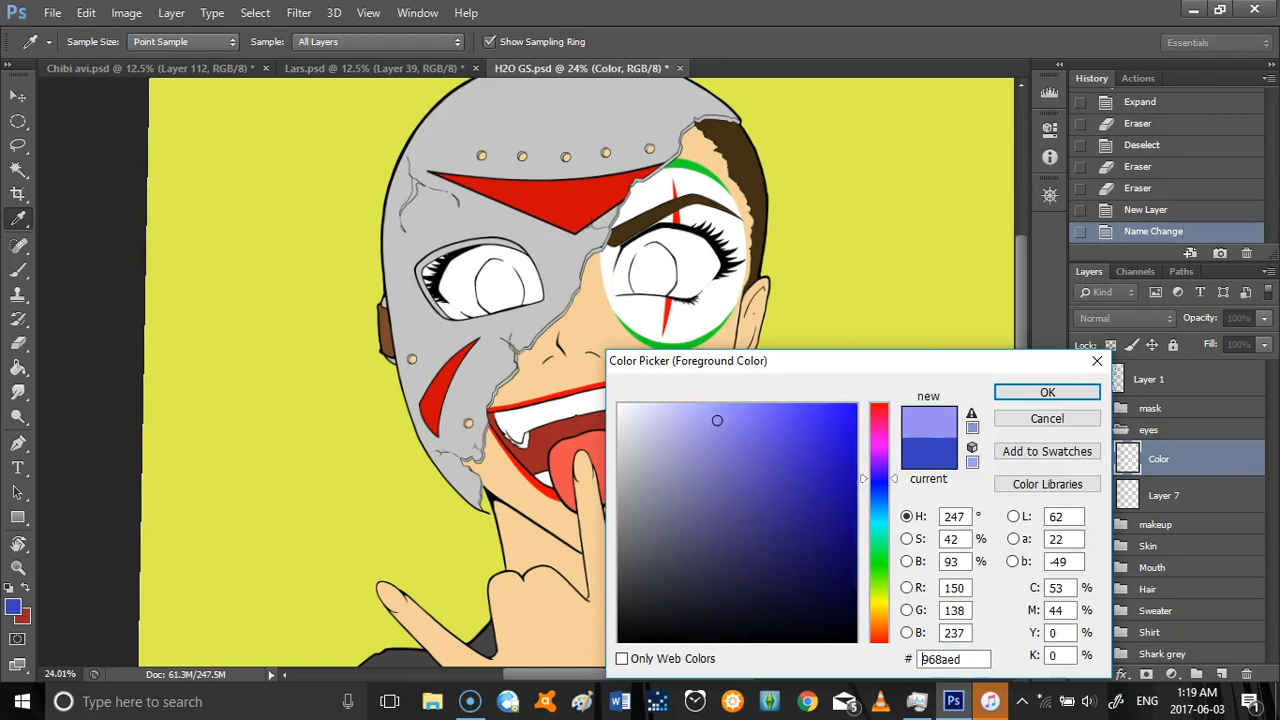 Ps File Edit Image Layer Type Select Filter 3D View Window Help
Sample Size: Point Sample Sample: All Layers Show Sampling Ring Essentials
Chibi avi.psd @ 12.5% (Layer 112, RGB/8) * × Lars.psd @ 12.5% (Layer 39, RGB/8) * × H2O GS.psd @ 24% (Color, RGB/8) * ×
History Actions
Expand
Eraser
Deselect
Eraser
Eraser
New Layer
Name Change
Layers Channels Paths
Kind
Normal Opacity: 100%
Lock: Fill: 100%
Layer 1
mask
eyes
Color
Layer 7
makeup
Skin
Mouth
Hair
Sweater
Shirt
Shark grey
Color Picker (Foreground Color)
new
current
OK
Cancel
Add to Swatches
Color Libraries
H: 247 ° L: 62
S: 42 % a: 22
B: 93 % b: -49
R: 150 C: 53 %
G: 138 M: 44 %
B: 237 Y: 0 %
K: 0 %
Only Web Colors # 968aed
24.01% Doc: 61.3M/247.5M
Type here to search
5
W
Ps
1:19 AM
2017-06-03
1